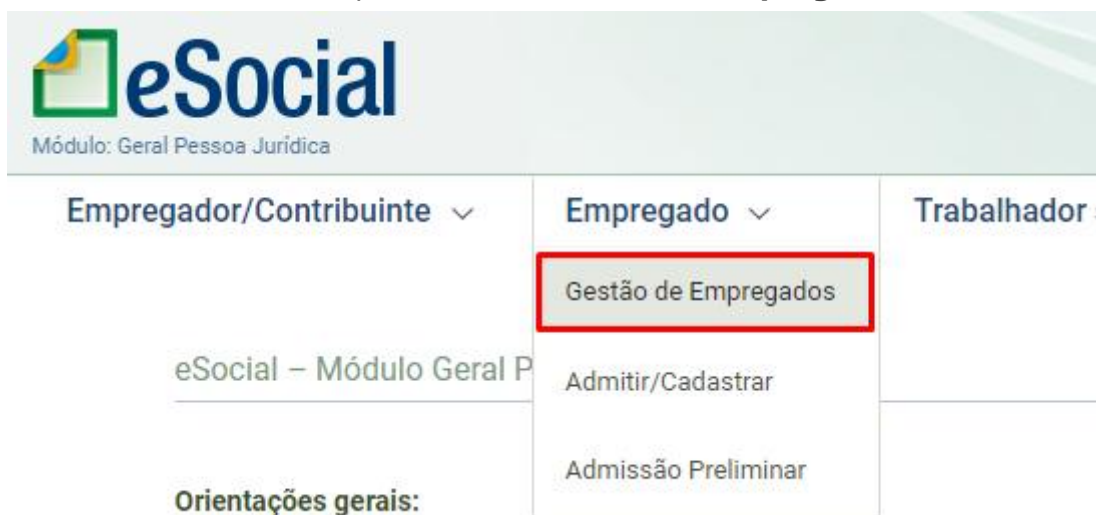 eSocial
Módulo: Geral Pessoa Jurídica
Empregador/Contribuinte Empregado Trabalhador
Gestão de Empregados
eSocial – Módulo Geral P
Admitir/Cadastrar
Admissão Preliminar
Orientações gerais: